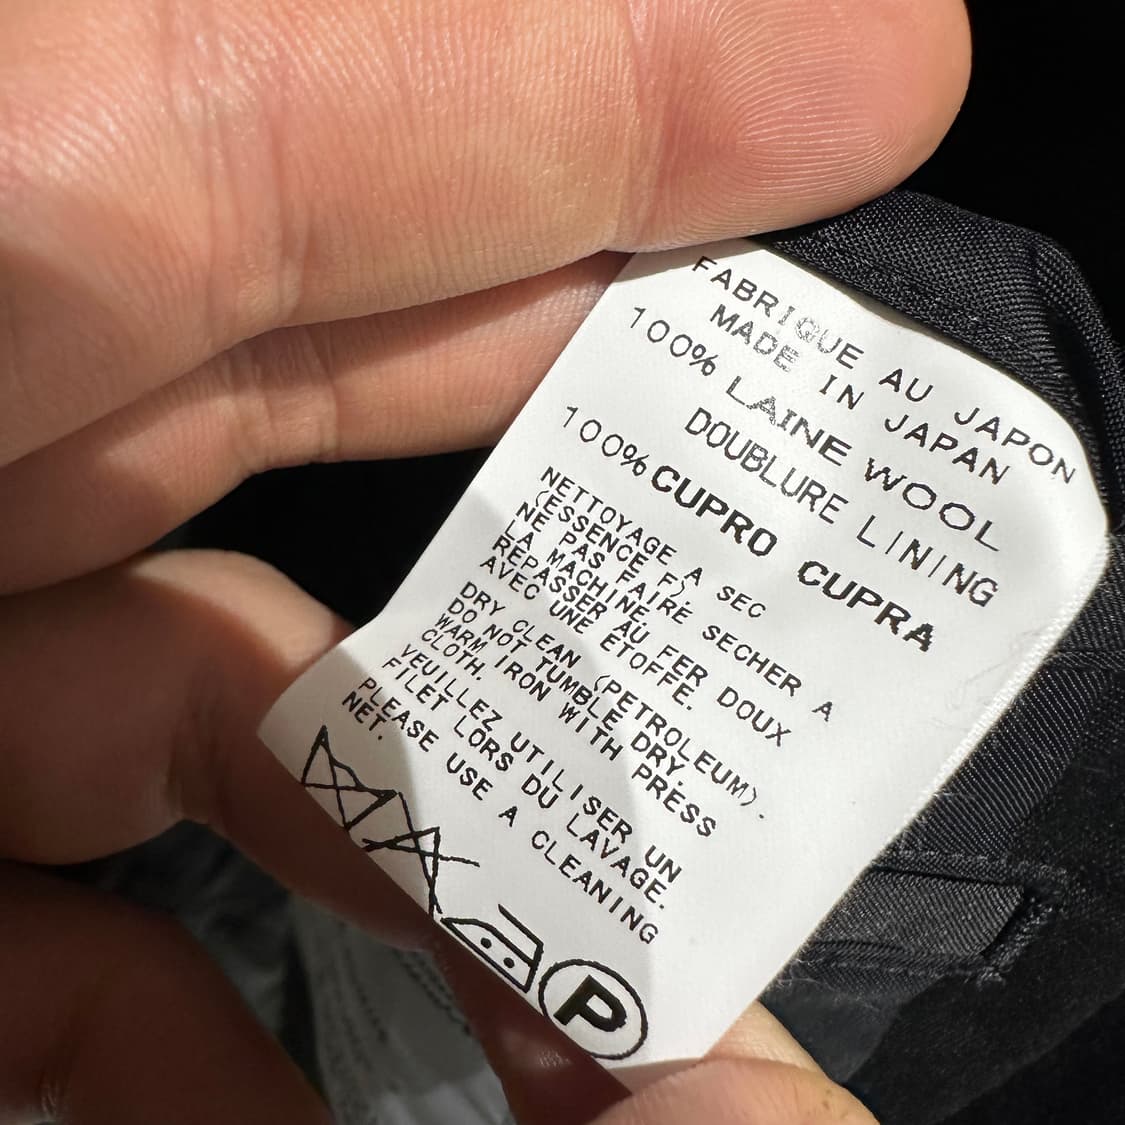 FABRIQUE AU JAPON
MADE IN JAPAN
100% LAINE WOOL
DOUBLURE LINING
100% CUPRO CUPRA
NETTOYAGE A SEC
(ESSENCE F)
NE PAS FAIRE SECHER A
LA MACHINE.
REPASSER AU FER DOUX
AVEC UNE ETOFFE.
DRY CLEAN (PETROLEUM).
DO NOT TUMBLE DRY.
WARM IRON WITH PRESS
CLOTH.
VEUILLEZ UTILISER UN
FILET LORS DU LAVAGE.
PLEASE USE A CLEANING
NET.
P